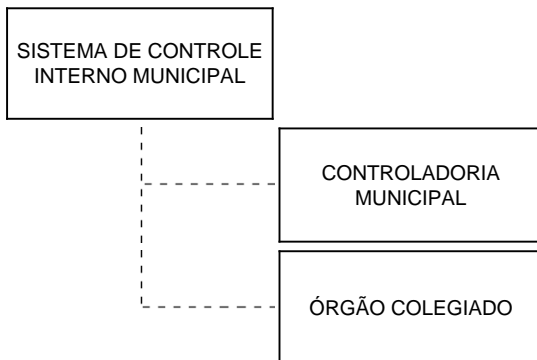 SISTEMA DE CONTROLE
INTERNO MUNICIPAL
CONTROLADORIA
MUNICIPAL
ÓRGÃO COLEGIADO